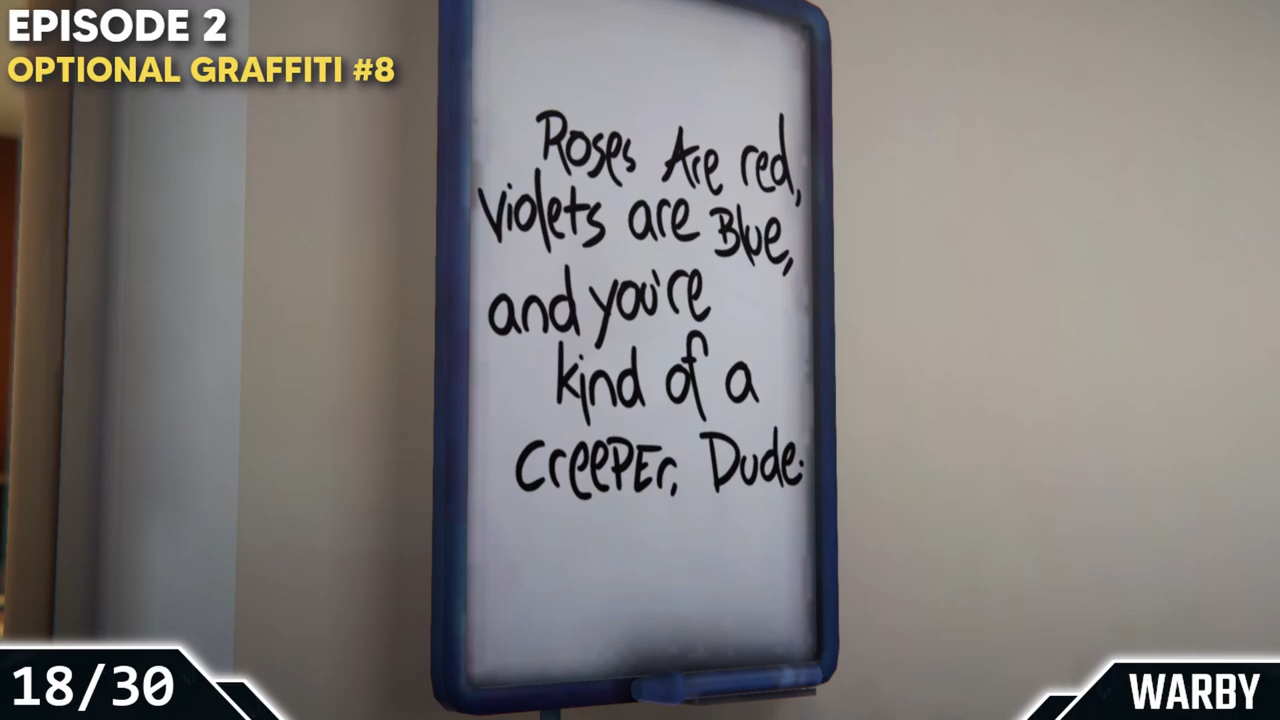 EPISODE 2
OPTIONAL GRAFFITI #8
Roses Are red,
violets are Blue,
and you're
kind of a
CreePEr, Dude.
18/30
WARBY